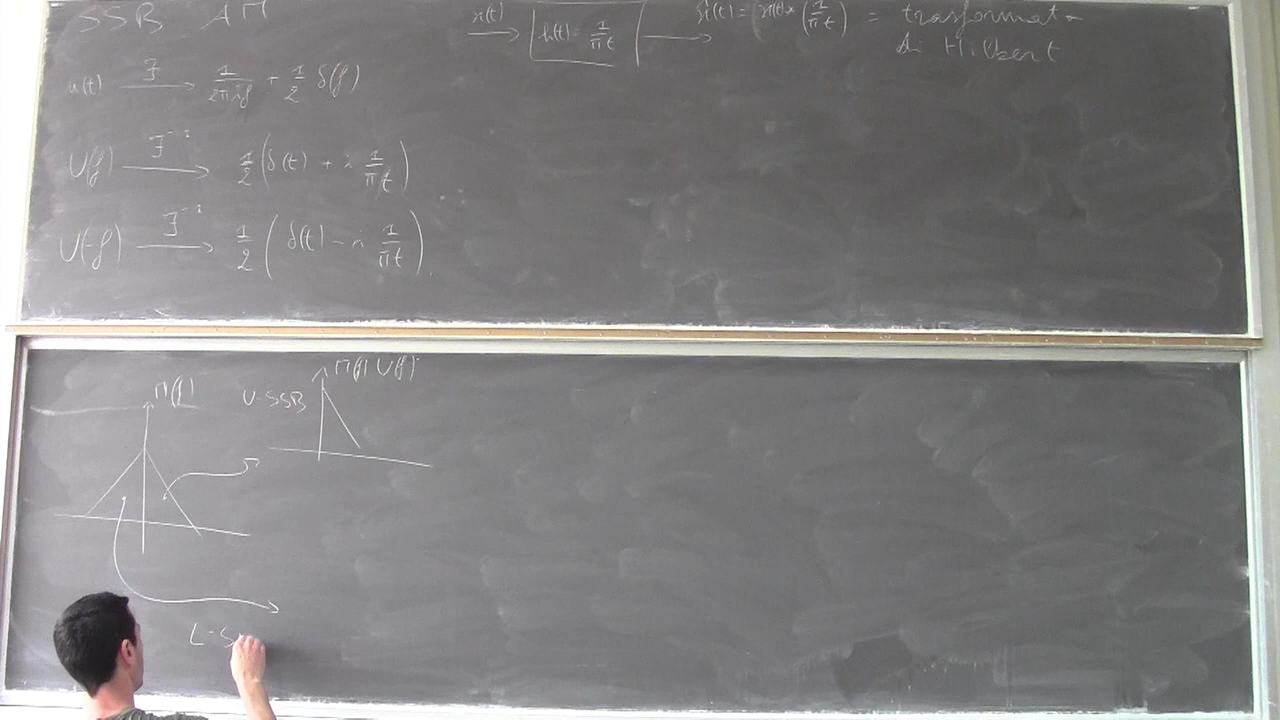 SSB AM
x(t) → h(t) = 1/πt → x̂(t) = (x(t) * (1/πt)) = trasformata
di Hilbert
u(t) —ℱ→ 1/2πif + 1/2 δ(f)
U(f) —ℱ⁻¹→ 1/2 (δ(t) + i 1/πt)
U(-f) —ℱ⁻¹→ 1/2 (δ(t) - i 1/πt)
M(f) U(f)
M(f)
U-SSB
L-S